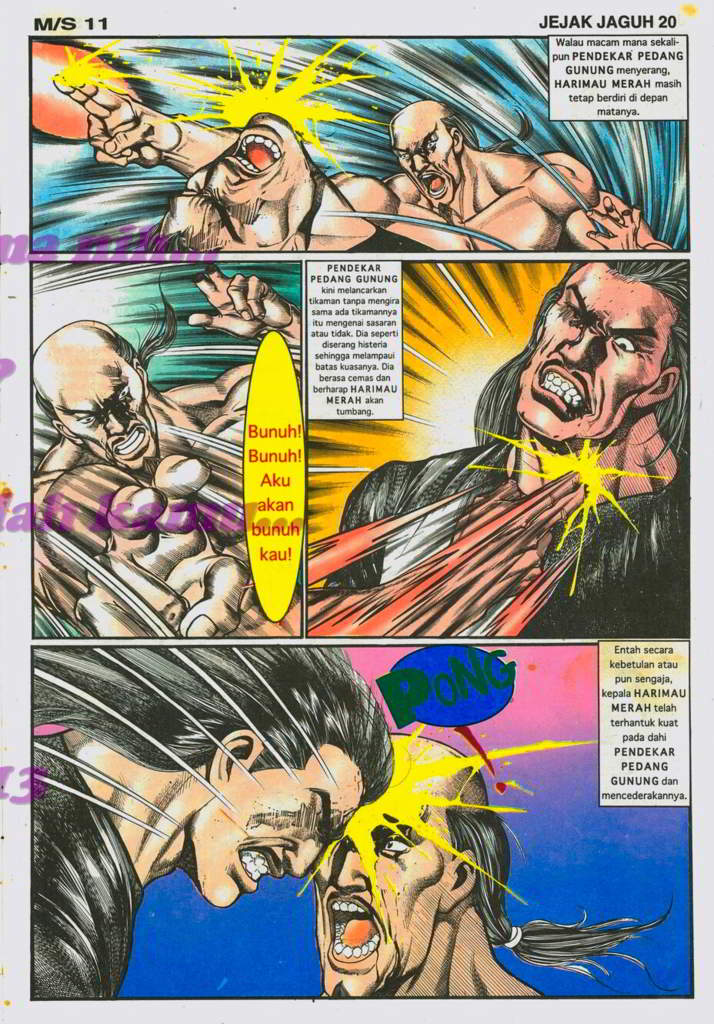 M/S 11
JEJAK JAGUH 20
Walau macam mana sekali-
pun PENDEKAR PEDANG
GUNUNG menyerang,
HARIMAU MERAH masih
tetap berdiri di depan
matanya.
PENDEKAR
PEDANG GUNUNG
kini melancarkan
tikaman tanpa mengira
sama ada tikamannya
itu mengenai sasaran
atau tidak. Dia seperti
diserang histeria
sehingga melampaui
batas kuasanya. Dia
berasa cemas dan
berharap HARIMAU
MERAH akan
tumbang.
Bunuh!
Bunuh!
Aku
akan
bunuh
kau!
PONG
!
Entah secara
kebetulan atau
pun sengaja,
kepala HARIMAU
MERAH telah
terhantuk kuat
pada dahi
PENDEKAR
PEDANG
GUNUNG dan
mencederakannya.